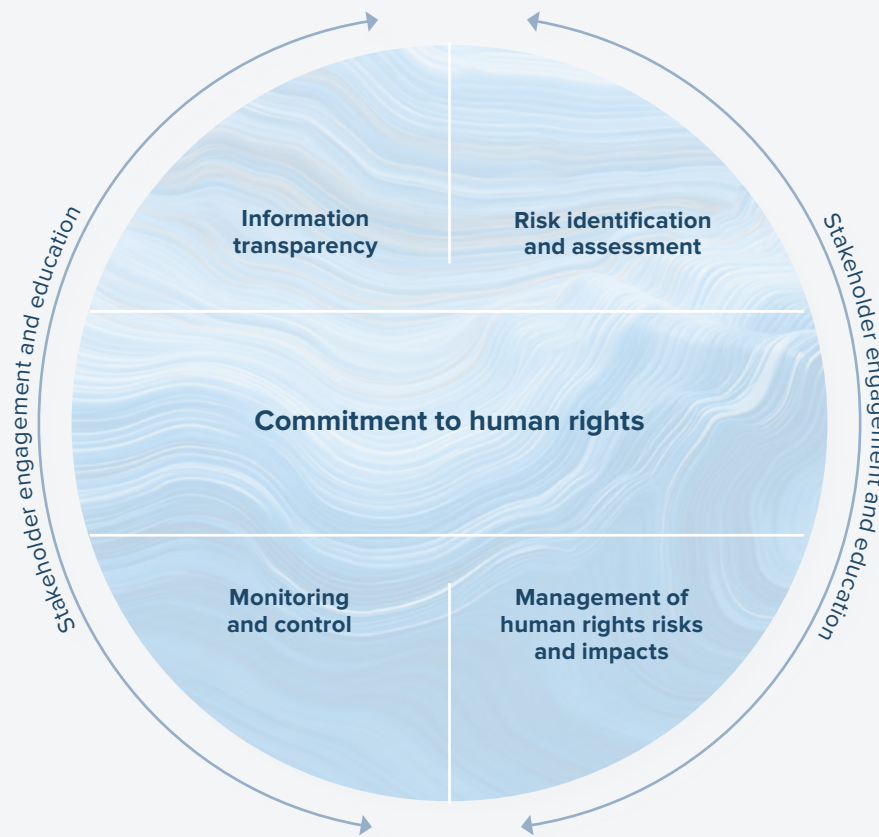 Stakeholder engagement and education
Information
transparency
Risk identification
and assessment
Commitment to human rights
Monitoring
and control
Management of
human rights risks
and impacts
Stakeholder engagement and education